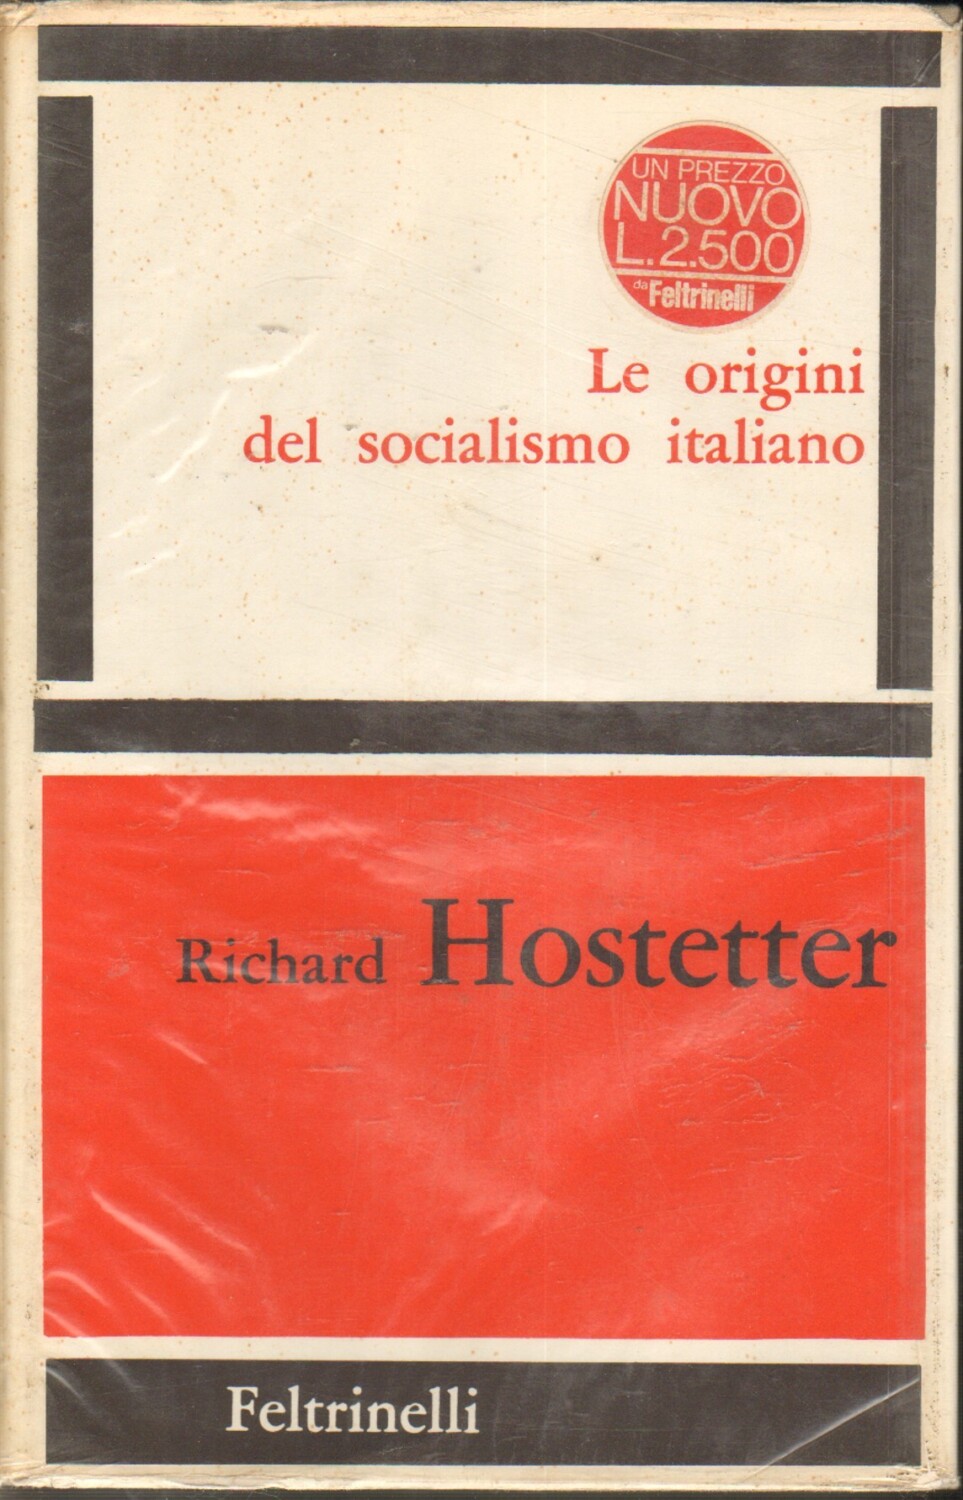 UN PREZZO
NUOVO
L.2.500
da Feltrinelli
Le origini
del socialismo italiano
Richard Hostetter
Feltrinelli